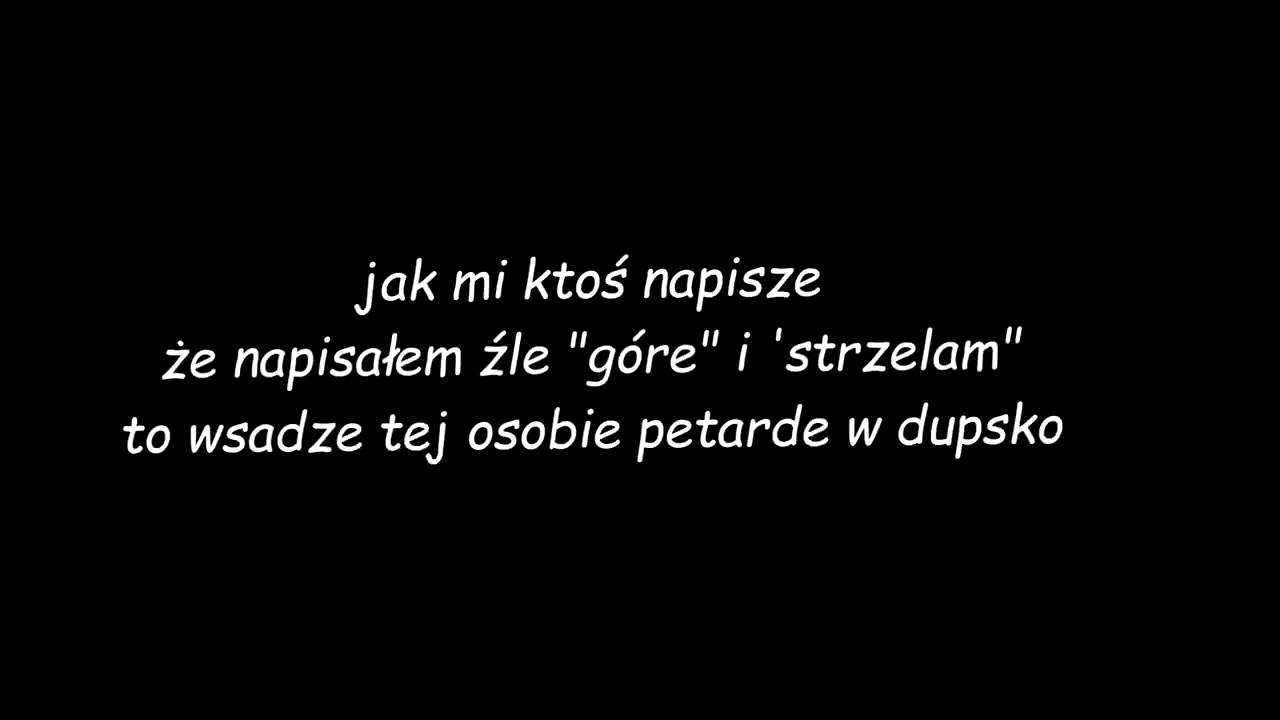 jak mi ktoś napisze
że napisałem źle "góre" i 'strzelam"
to wsadze tej osobie petarde w dupsko